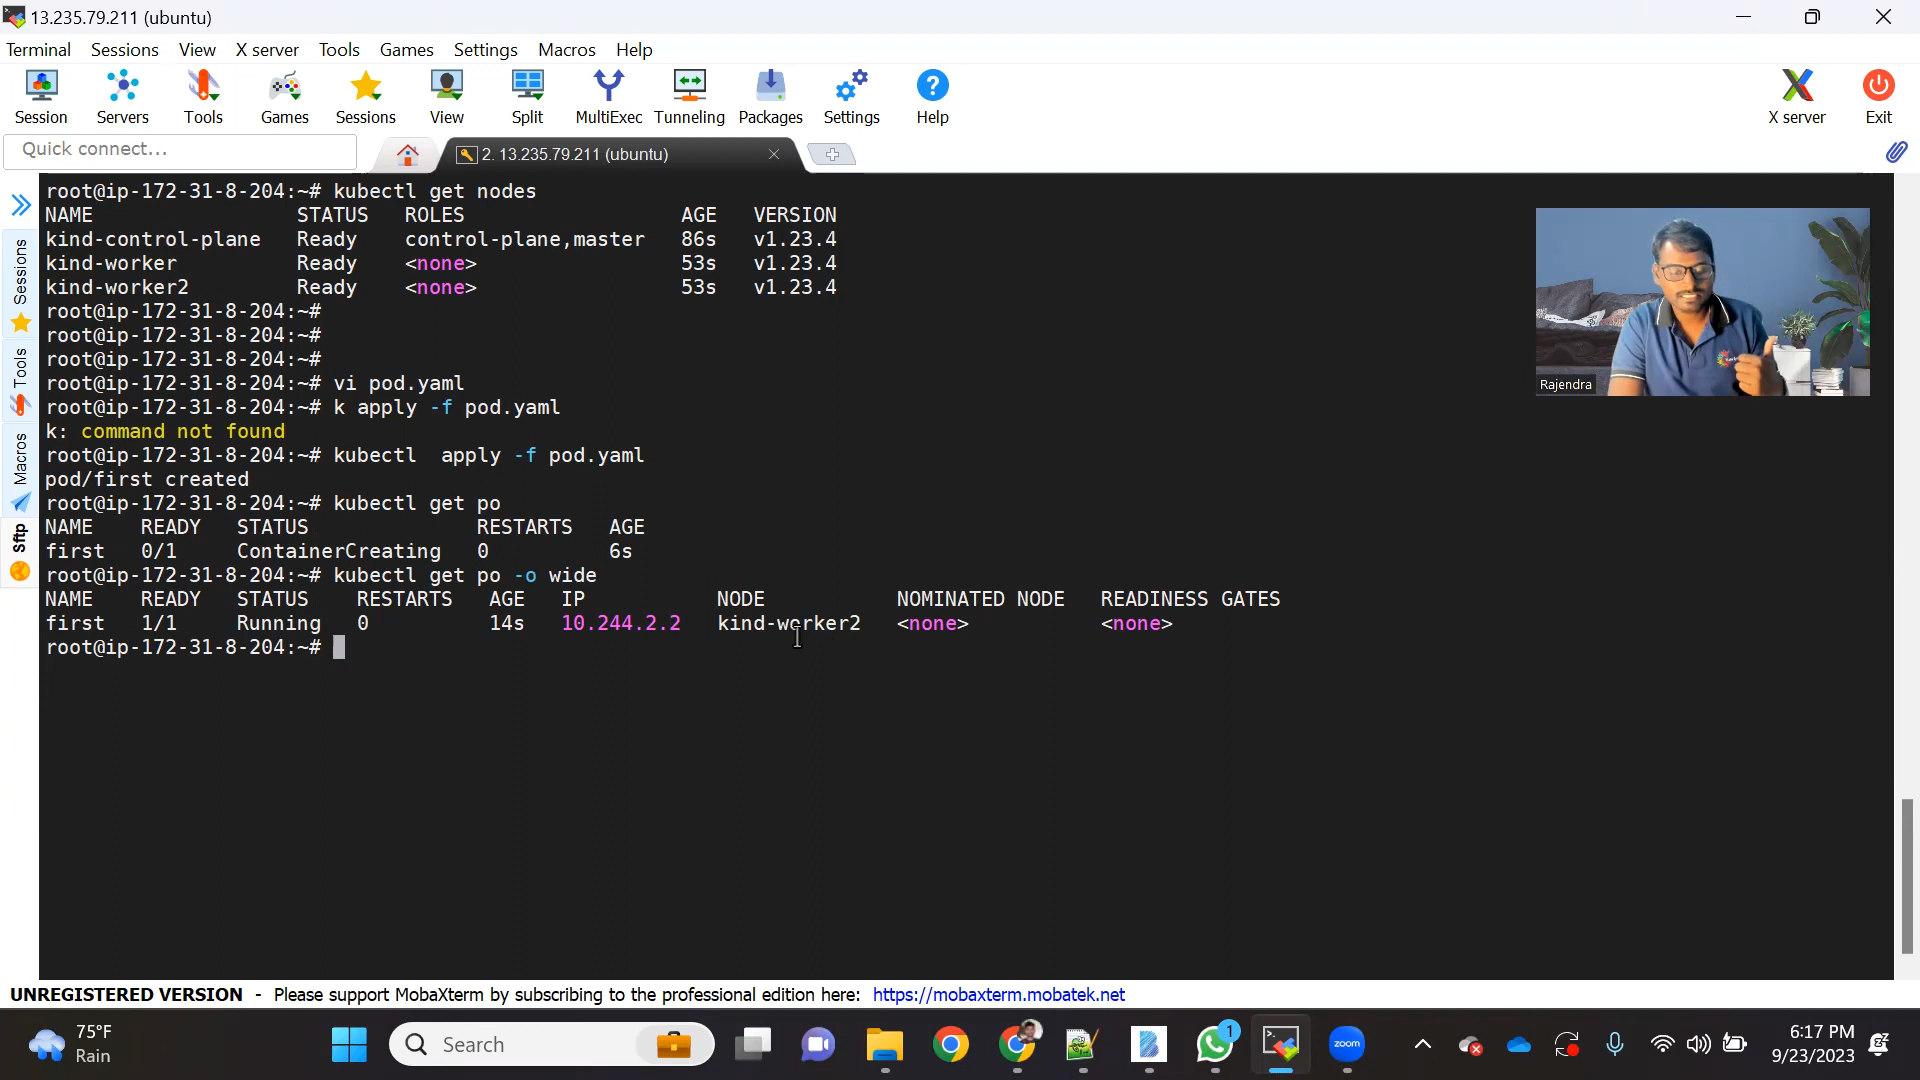 13.235.79.211 (ubuntu)
Terminal Sessions View X server Tools Games Settings Macros Help
Session Servers Tools Games Sessions View Split MultiExec Tunneling Packages Settings Help X server Exit
Quick connect...
2. 13.235.79.211 (ubuntu)
Sessions
Tools
Macros
Sftp
root@ip-172-31-8-204:~# kubectl get nodes
NAME STATUS ROLES AGE VERSION
kind-control-plane Ready control-plane,master 86s v1.23.4
kind-worker Ready <none> 53s v1.23.4
kind-worker2 Ready <none> 53s v1.23.4
root@ip-172-31-8-204:~#
root@ip-172-31-8-204:~#
root@ip-172-31-8-204:~#
root@ip-172-31-8-204:~# vi pod.yaml
root@ip-172-31-8-204:~# k apply -f pod.yaml
k: command not found
root@ip-172-31-8-204:~# kubectl  apply -f pod.yaml
pod/first created
root@ip-172-31-8-204:~# kubectl get po
NAME READY STATUS RESTARTS AGE
first 0/1 ContainerCreating 0 6s
root@ip-172-31-8-204:~# kubectl get po -o wide
NAME READY STATUS RESTARTS AGE IP NODE NOMINATED NODE READINESS GATES
first 1/1 Running 0 14s 10.244.2.2 kind-worker2 <none> <none>
root@ip-172-31-8-204:~#
Rajendra
UNREGISTERED VERSION - Please support MobaXterm by subscribing to the professional edition here: https://mobaxterm.mobatek.net
75°F
Rain
Search
1
zoom
6:17 PM
9/23/2023